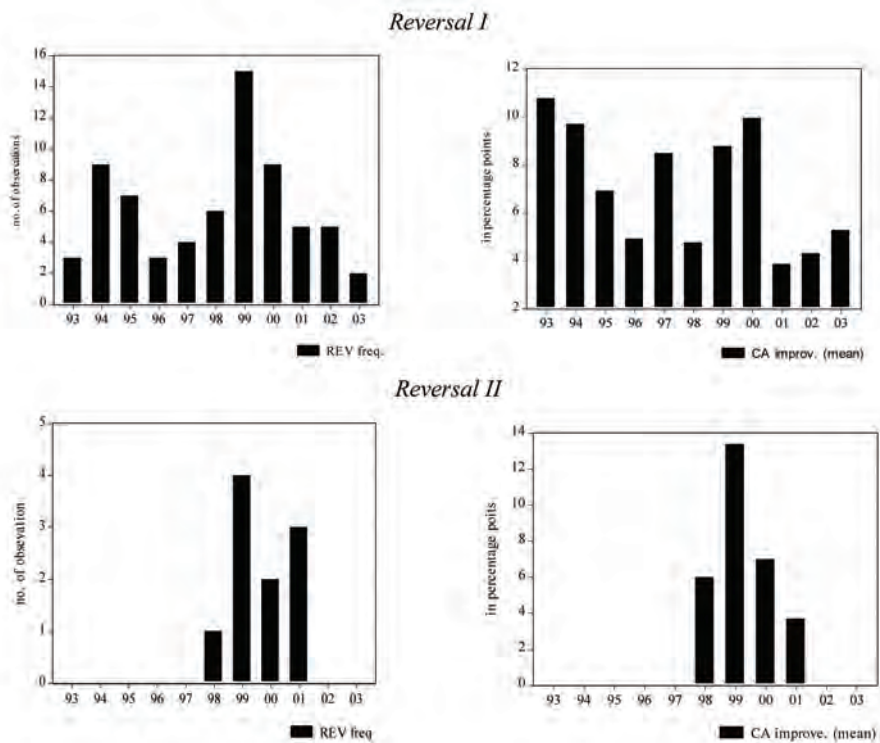 Reversal I
no. of observations
16
14
12
10
8
6
4
2
0
93 94 95 96 97 98 99 00 01 02 03
REV freq.
in percentage points
12
10
8
6
4
2
93 94 95 96 97 98 99 00 01 02 03
CA improv. (mean)
Reversal II
no. of obsevation
5
4
3
2
1
0
93 94 95 96 97 98 99 00 01 02 03
REV freq
in percentage poits
14
12
10
8
6
4
2
0
93 94 95 96 97 98 99 00 01 02 03
CA improve. (mean)